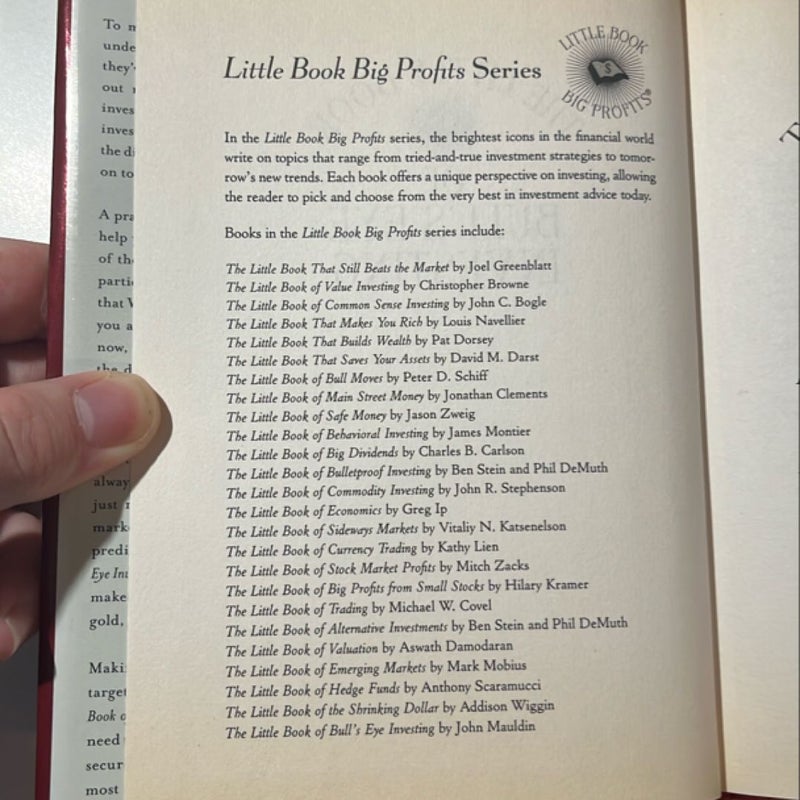 To
unde
they'
out
inves
inves
the d
on to
A pra
help
of th
parti
that
you a
now,
the d
alway
just
mark
predi
Eye In
make
gold,
Maki
target
Book o
need
secur
most
Little Book Big Profits Series
LITTLE BOOK
$
BIG PROFITS®
In the Little Book Big Profits series, the brightest icons in the financial world
write on topics that range from tried-and-true investment strategies to tomor-
row's new trends. Each book offers a unique perspective on investing, allowing
the reader to pick and choose from the very best in investment advice today.
Books in the Little Book Big Profits series include:
The Little Book That Still Beats the Market by Joel Greenblatt
The Little Book of Value Investing by Christopher Browne
The Little Book of Common Sense Investing by John C. Bogle
The Little Book That Makes You Rich by Louis Navellier
The Little Book That Builds Wealth by Pat Dorsey
The Little Book That Saves Your Assets by David M. Darst
The Little Book of Bull Moves by Peter D. Schiff
The Little Book of Main Street Money by Jonathan Clements
The Little Book of Safe Money by Jason Zweig
The Little Book of Behavioral Investing by James Montier
The Little Book of Big Dividends by Charles B. Carlson
The Little Book of Bulletproof Investing by Ben Stein and Phil DeMuth
The Little Book of Commodity Investing by John R. Stephenson
The Little Book of Economics by Greg Ip
The Little Book of Sideways Markets by Vitaliy N. Katsenelson
The Little Book of Currency Trading by Kathy Lien
The Little Book of Stock Market Profits by Mitch Zacks
The Little Book of Big Profits from Small Stocks by Hilary Kramer
The Little Book of Trading by Michael W. Covel
The Little Book of Alternative Investments by Ben Stein and Phil DeMuth
The Little Book of Valuation by Aswath Damodaran
The Little Book of Emerging Markets by Mark Mobius
The Little Book of Hedge Funds by Anthony Scaramucci
The Little Book of the Shrinking Dollar by Addison Wiggin
The Little Book of Bull's Eye Investing by John Mauldin